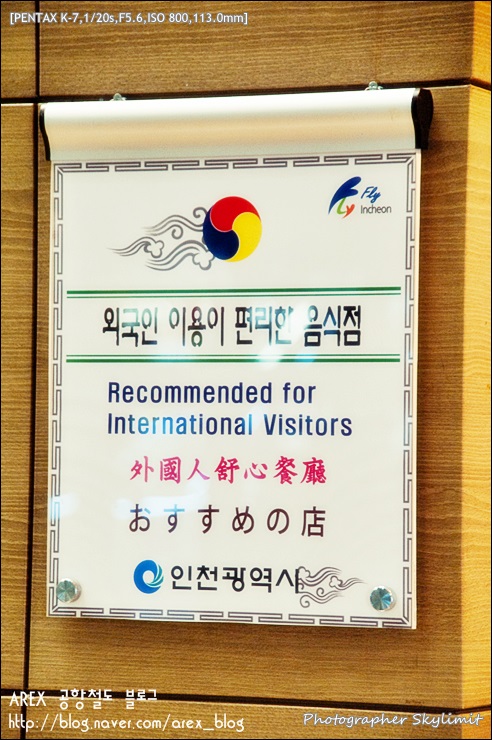 [PENTAX K-7,1/20s,F5.6,ISO 800,113.0mm]
Fly
Fly
Incheon
외국인 이용이 편리한 음식점
Recommended for
International Visitors
外國人舒心餐廳
おすすめの店
인천광역시
AREX 공항철도 블로그
http://blog.naver.com/arex_blog
Photographer Skylimit